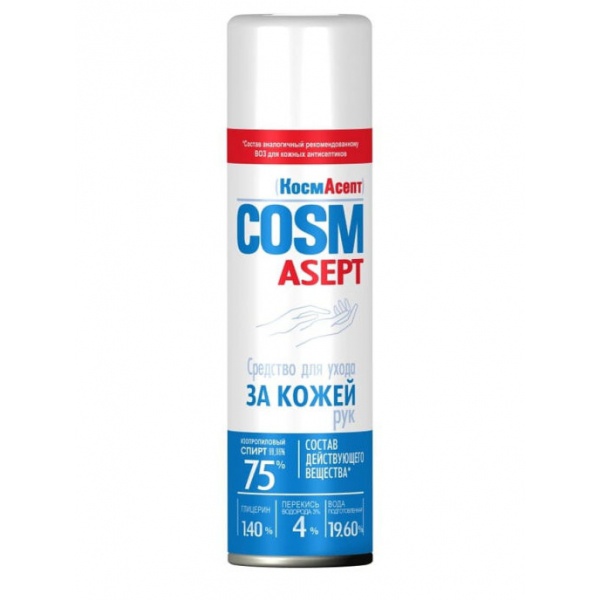 *Состав аналогичный рекомендованному
ВОЗ для кожных антисептиков
(КосмАсепт)
COSM
ASEPT
Средство для ухода
ЗА КОЖЕЙ
рук
ИЗОПРОПИЛОВЫЙ
СПИРТ
75%
СОСТАВ
ДЕЙСТВУЮЩЕГО
ВЕЩЕСТВА*
ГЛИЦЕРИН
1.40 %
ПЕРЕКИСЬ
ВОДОРОДА 3%
4 %
ВОДА
ПОДГОТОВЛЕННАЯ
19.60%